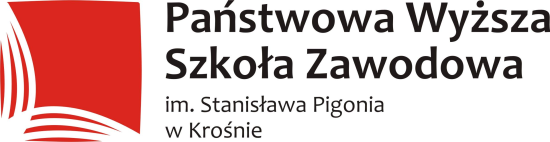 Państwowa Wyższa
Szkoła Zawodowa
im. Stanisława Pigonia
w Krośnie